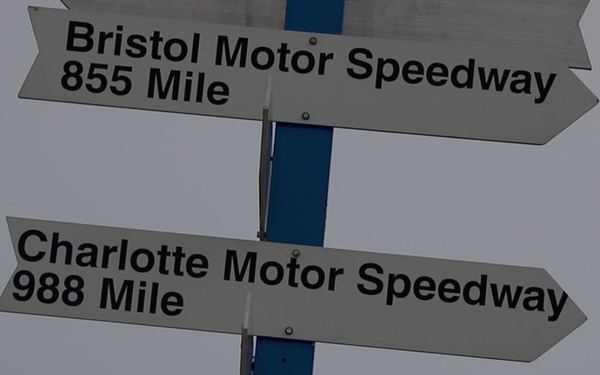 Bristol Motor Speedway
855 Mile
Charlotte Motor Speedway
988 Mile